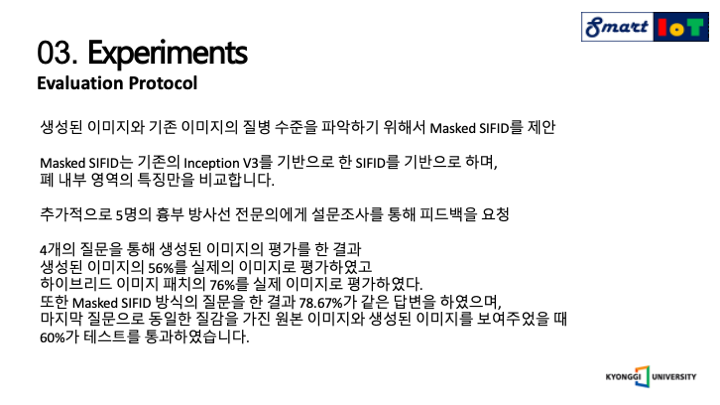 Smart IoT
03. Experiments
Evaluation Protocol
생성된 이미지와 기존 이미지의 질병 수준을 파악하기 위해서 Masked SIFID를 제안
Masked SIFID는 기존의 Inception V3를 기반으로 한 SIFID를 기반으로 하며,
폐 내부 영역의 특징만을 비교합니다.
추가적으로 5명의 흉부 방사선 전문의에게 설문조사를 통해 피드백을 요청
4개의 질문을 통해 생성된 이미지의 평가를 한 결과
생성된 이미지의 56%를 실제의 이미지로 평가하였고
하이브리드 이미지 패치의 76%를 실제 이미지로 평가하였다.
또한 Masked SIFID 방식의 질문을 한 결과 78.67%가 같은 답변을 하였으며,
마지막 질문으로 동일한 질감을 가진 원본 이미지와 생성된 이미지를 보여주었을 때
60%가 테스트를 통과하였습니다.
KYONGGI UNIVERSITY